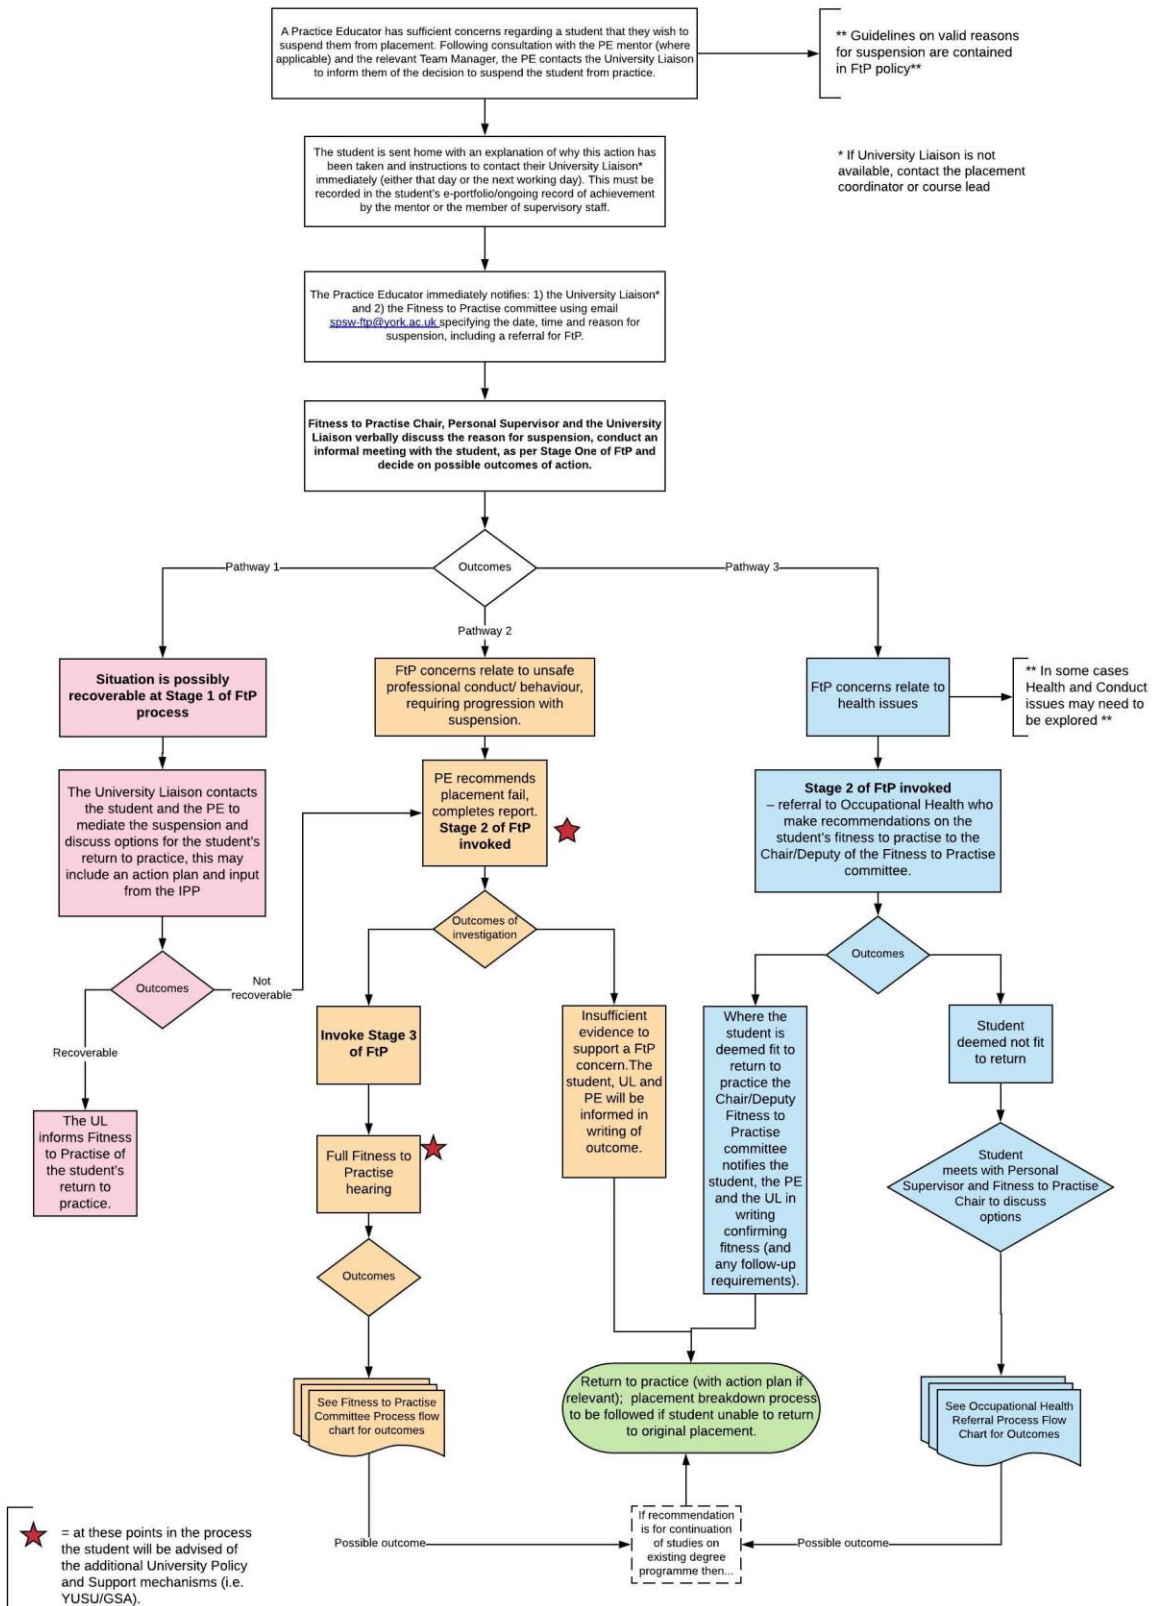 A Practice Educator has sufficient concerns regarding a student that they wish to
suspend them from placement. Following consultation with the PE mentor (where
applicable) and the relevant Team Manager, the PE contacts the University Liaison
to inform them of the decision to suspend the student from practice.
** Guidelines on valid reasons
for suspension are contained
in FtP policy**
The student is sent home with an explanation of why this action has
been taken and instructions to contact their University Liaison*
immediately (either that day or the next working day). This must be
recorded in the student's e-portfolio/ongoing record of achievement
by the mentor or the member of supervisory staff.
* If University Liaison is not
available, contact the placement
coordinator or course lead
The Practice Educator immediately notifies: 1) the University Liaison*
and 2) the Fitness to Practise committee using email
spsw-ftp@york.ac.uk specifying the date, time and reason for
suspension, including a referral for FtP.
Fitness to Practise Chair, Personal Supervisor and the University
Liaison verbally discuss the reason for suspension, conduct an
informal meeting with the student, as per Stage One of FtP and
decide on possible outcomes of action.
Outcomes
Pathway 1
Pathway 2
Pathway 3
Situation is possibly
recoverable at Stage 1 of FtP
process
The University Liaison contacts
the student and the PE to
mediate the suspension and
discuss options for the student's
return to practice, this may
include an action plan and input
from the IPP
Outcomes
Not
recoverable
Recoverable
The UL
informs Fitness
to Practise of
the student's
return to
practice.
FtP concerns relate to unsafe
professional conduct/ behaviour,
requiring progression with
suspension.
PE recommends
placement fail,
completes report.
Stage 2 of FtP
invoked
Outcomes of
investigation
Invoke Stage 3
of FtP
Full Fitness to
Practise
hearing
Outcomes
See Fitness to Practise
Committee Process flow
chart for outcomes
Insufficient
evidence to
support a FtP
concern.The
student, UL and
PE will be
informed in
writing of
outcome.
FtP concerns relate to
health issues
** In some cases
Health and Conduct
issues may need to
be explored **
Stage 2 of FtP invoked
– referral to Occupational Health who
make recommendations on the
student's fitness to practise to the
Chair/Deputy of the Fitness to Practise
committee.
Outcomes
Where the
student is
deemed fit to
return to
practice the
Chair/Deputy
Fitness to
Practise
committee
notifies the
student, the PE
and the UL in
writing
confirming
fitness (and
any follow-up
requirements).
Student
deemed not fit
to return
Student
meets with Personal
Supervisor and Fitness to Practise
Chair to discuss
options
See Occupational Health
Referral Process Flow
Chart for Outcomes
Return to practice (with action plan if
relevant); placement breakdown process
to be followed if student unable to return
to original placement.
Possible outcome
If recommendation
is for continuation
of studies on
existing degree
programme then...
Possible outcome
= at these points in the process
the student will be advised of
the additional University Policy
and Support mechanisms (i.e.
YUSU/GSA).